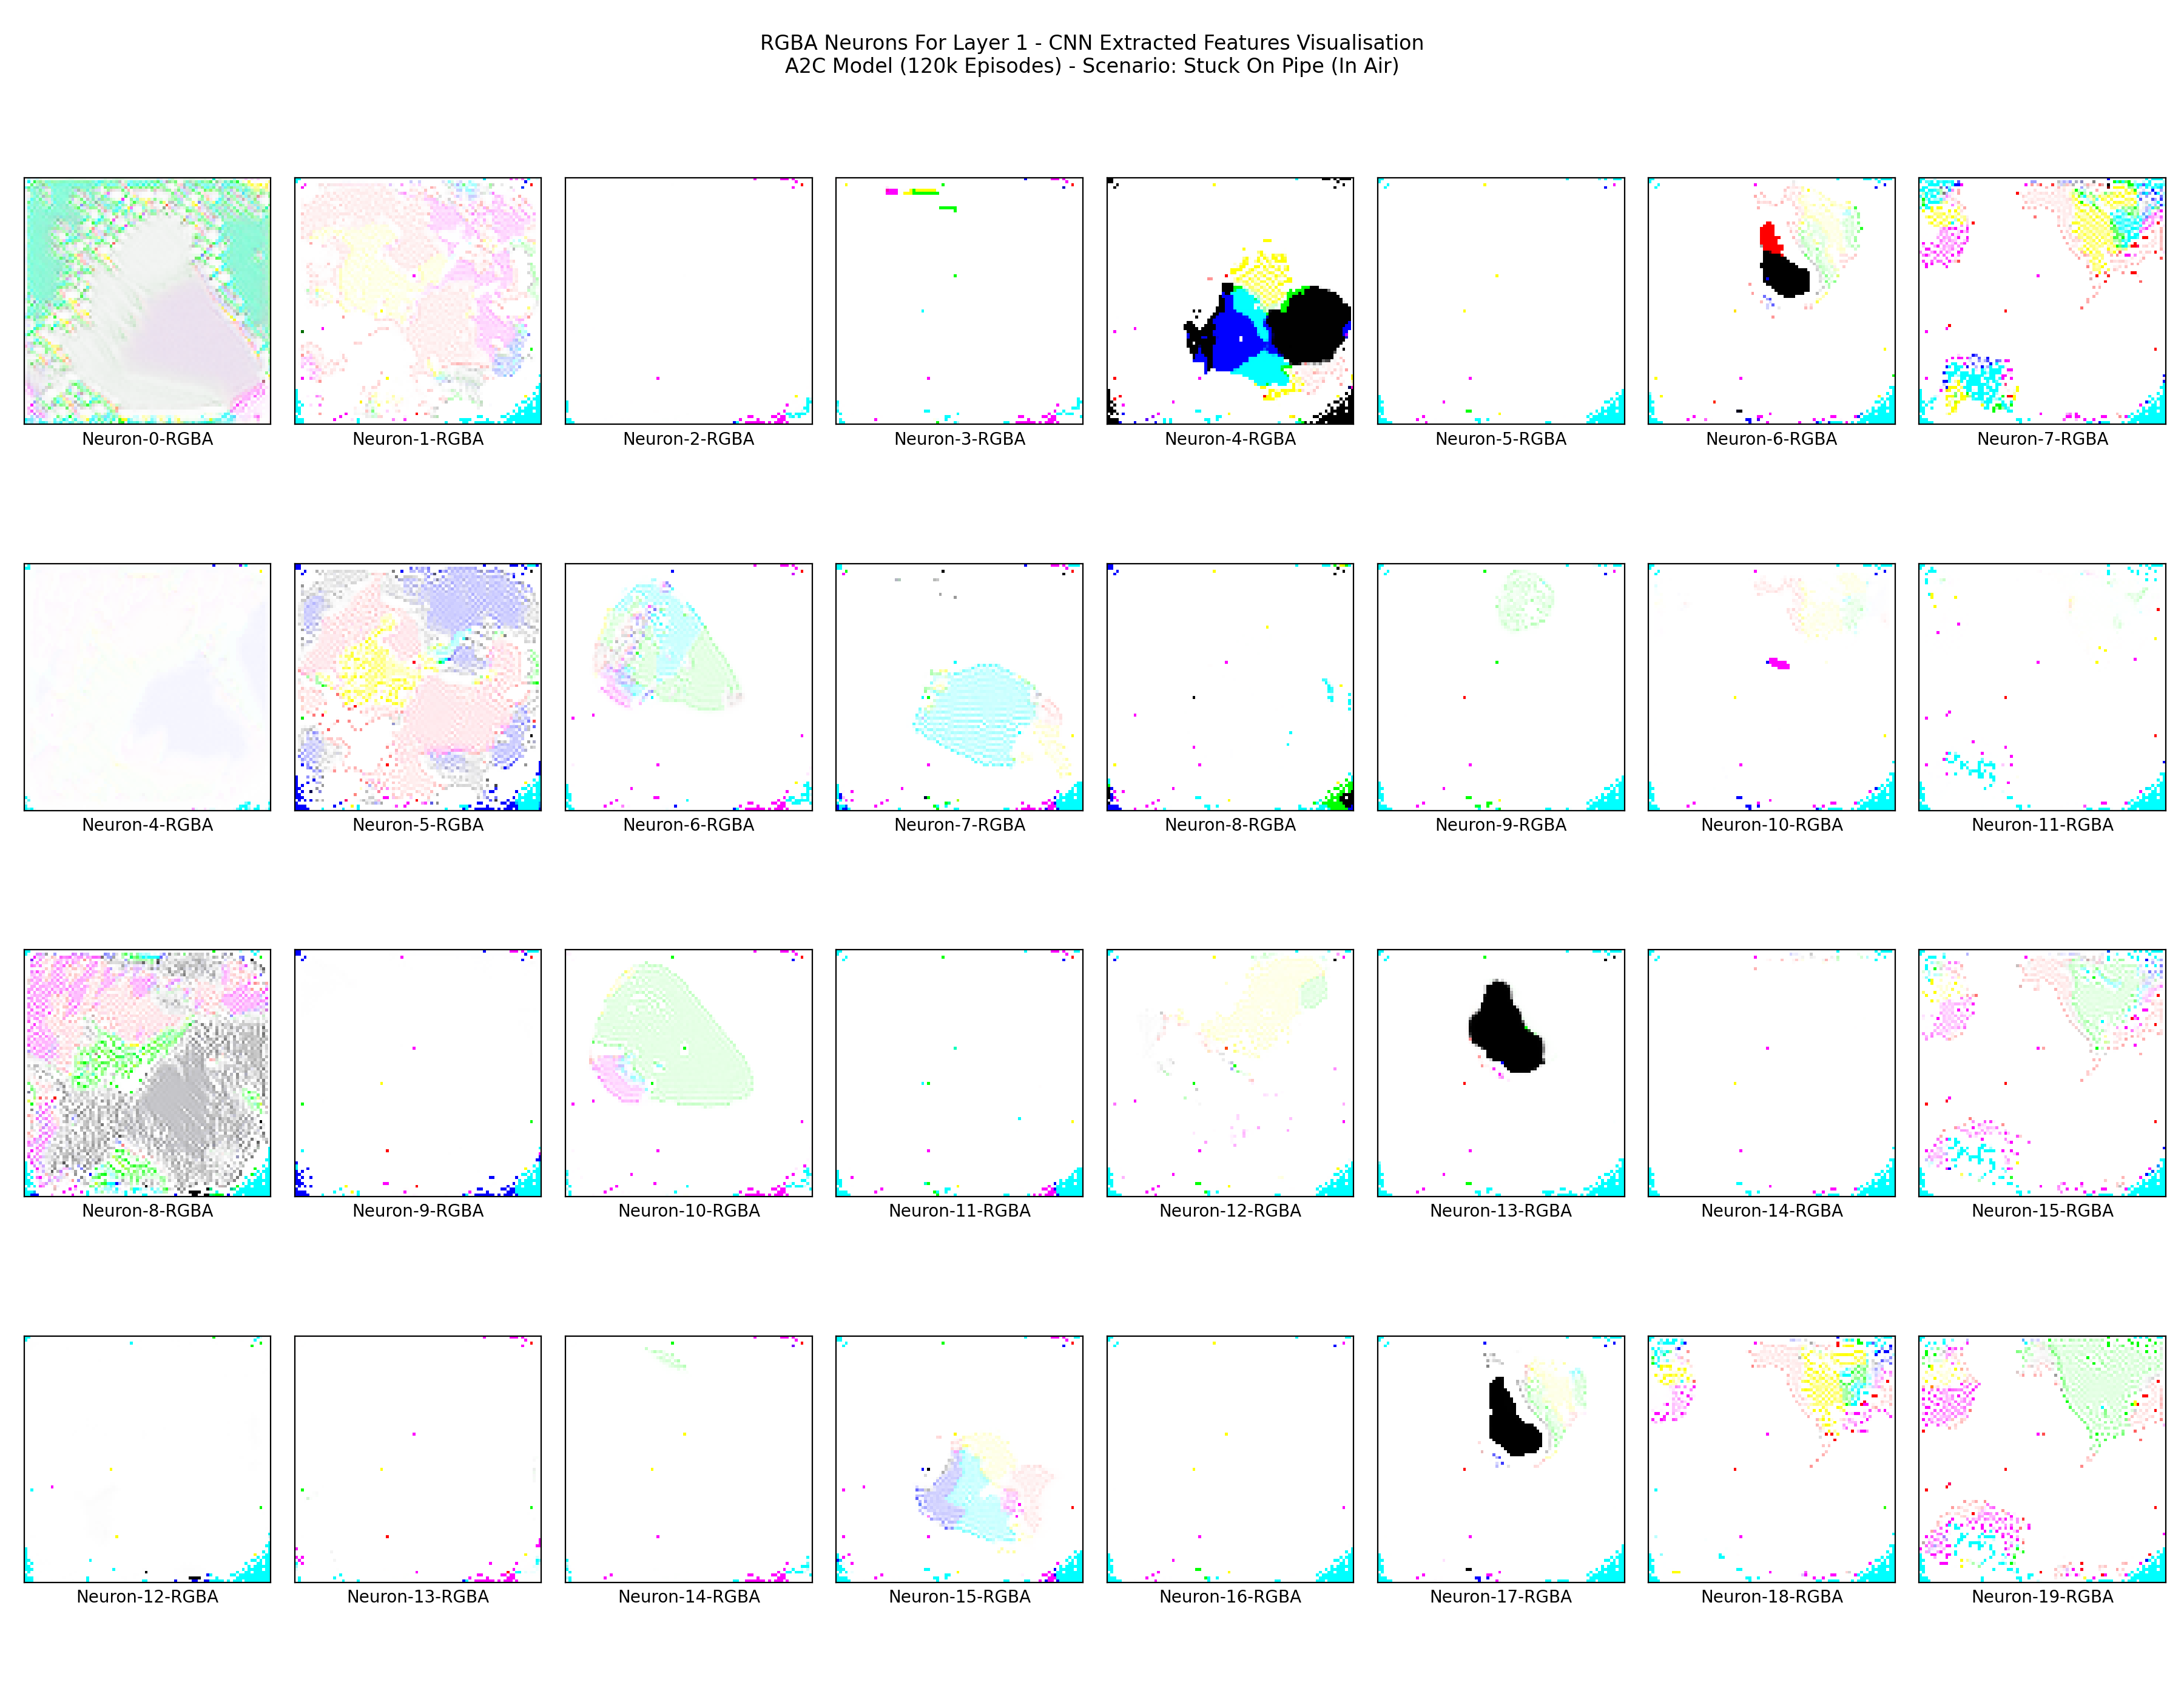 RGBA Neurons For Layer 1 - CNN Extracted Features Visualisation
A2C Model (120k Episodes) - Scenario: Stuck On Pipe (In Air)
Neuron-0-RGBA
Neuron-1-RGBA
Neuron-2-RGBA
Neuron-3-RGBA
Neuron-4-RGBA
Neuron-5-RGBA
Neuron-6-RGBA
Neuron-7-RGBA
Neuron-4-RGBA
Neuron-5-RGBA
Neuron-6-RGBA
Neuron-7-RGBA
Neuron-8-RGBA
Neuron-9-RGBA
Neuron-10-RGBA
Neuron-11-RGBA
Neuron-8-RGBA
Neuron-9-RGBA
Neuron-10-RGBA
Neuron-11-RGBA
Neuron-12-RGBA
Neuron-13-RGBA
Neuron-14-RGBA
Neuron-15-RGBA
Neuron-12-RGBA
Neuron-13-RGBA
Neuron-14-RGBA
Neuron-15-RGBA
Neuron-16-RGBA
Neuron-17-RGBA
Neuron-18-RGBA
Neuron-19-RGBA